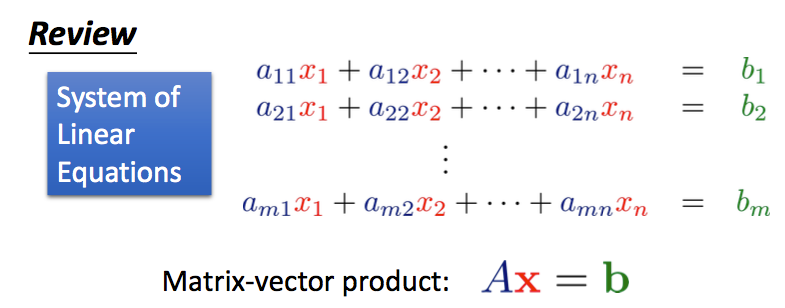 Review
System of
Linear
Equations
a₁₁x₁ + a₁₂x₂ + ⋯ + a₁ₙxₙ = b₁
a₂₁x₁ + a₂₂x₂ + ⋯ + a₂ₙxₙ = b₂
⋮
aₘ₁x₁ + aₘ₂x₂ + ⋯ + aₘₙxₙ = bₘ
Matrix-vector product: Ax = b